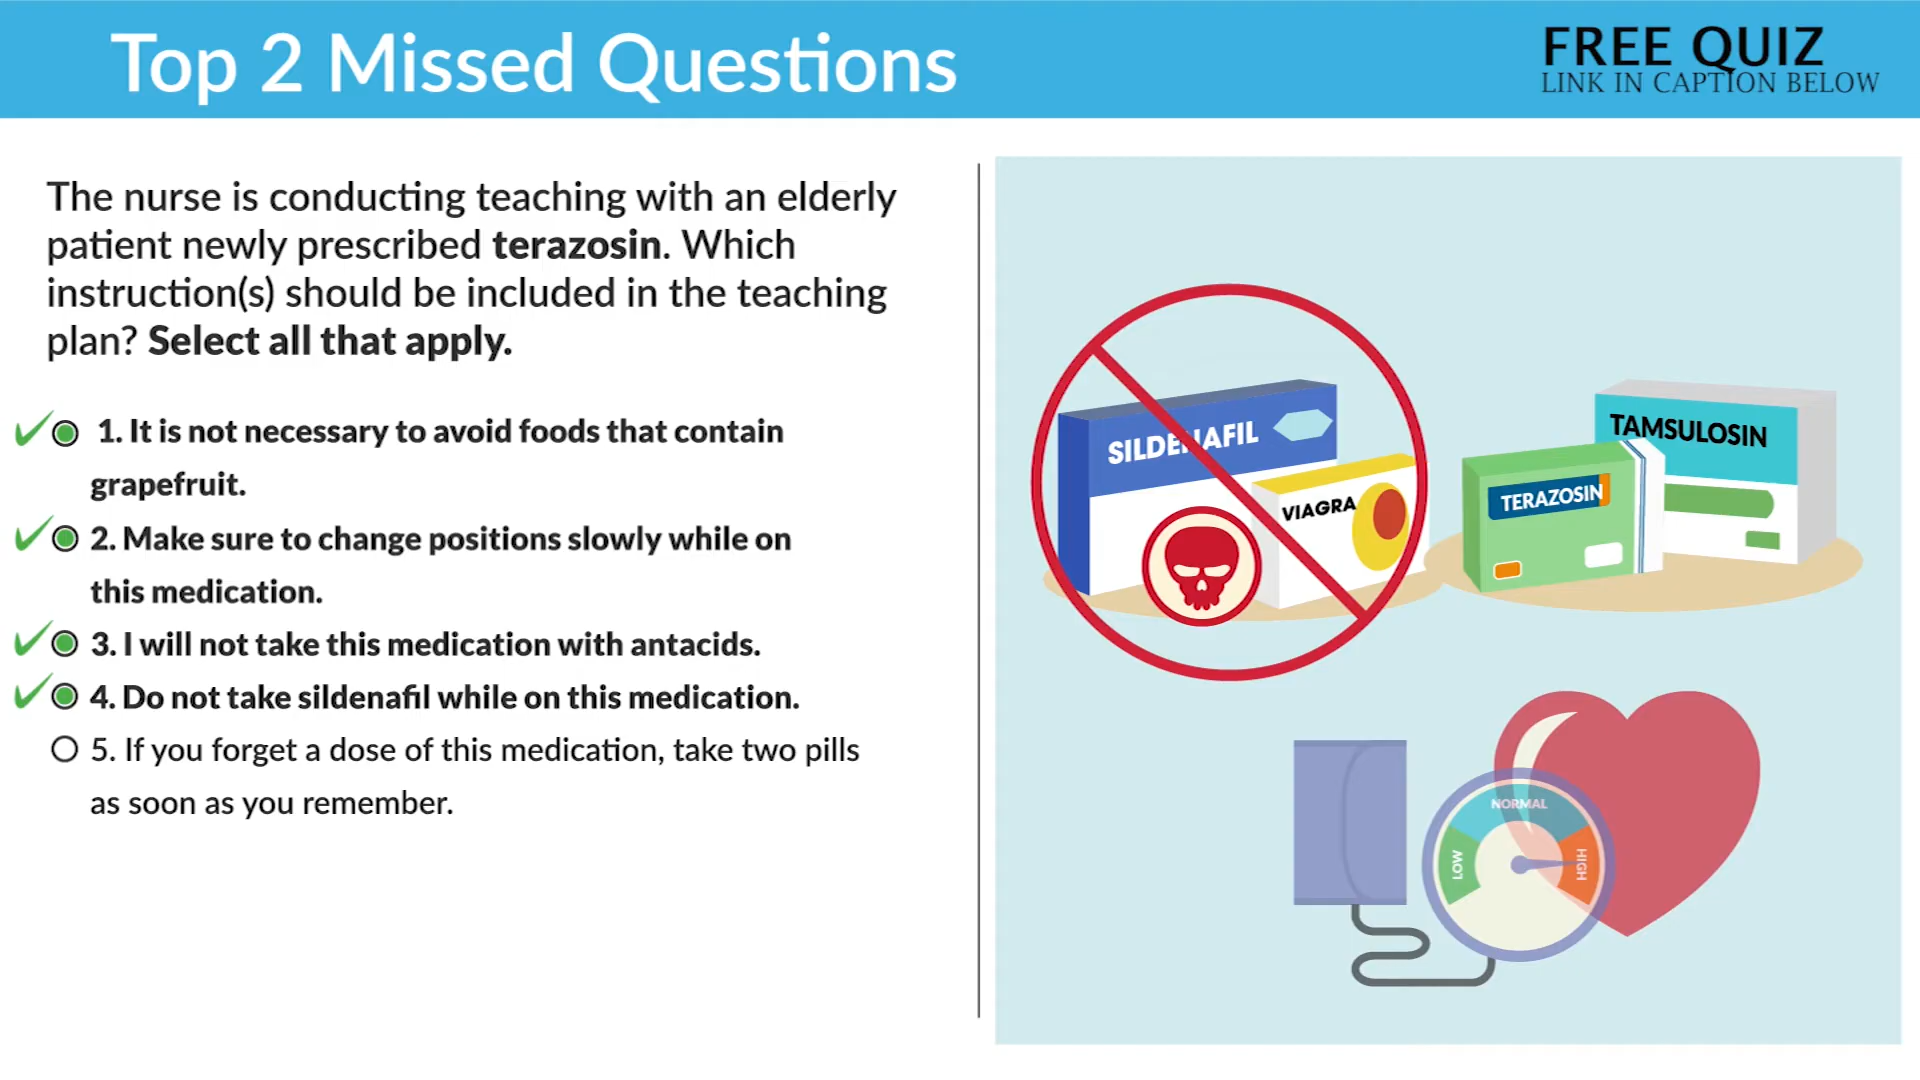 Top 2 Missed Questions
FREE QUIZ
LINK IN CAPTION BELOW
The nurse is conducting teaching with an elderly
patient newly prescribed terazosin. Which
instruction(s) should be included in the teaching
plan? Select all that apply.
1. It is not necessary to avoid foods that contain
grapefruit.
2. Make sure to change positions slowly while on
this medication.
3. I will not take this medication with antacids.
4. Do not take sildenafil while on this medication.
5. If you forget a dose of this medication, take two pills
as soon as you remember.
SILDENAFIL
VIAGRA
TAMSULOSIN
TERAZOSIN
NORMAL
LOW
HIGH